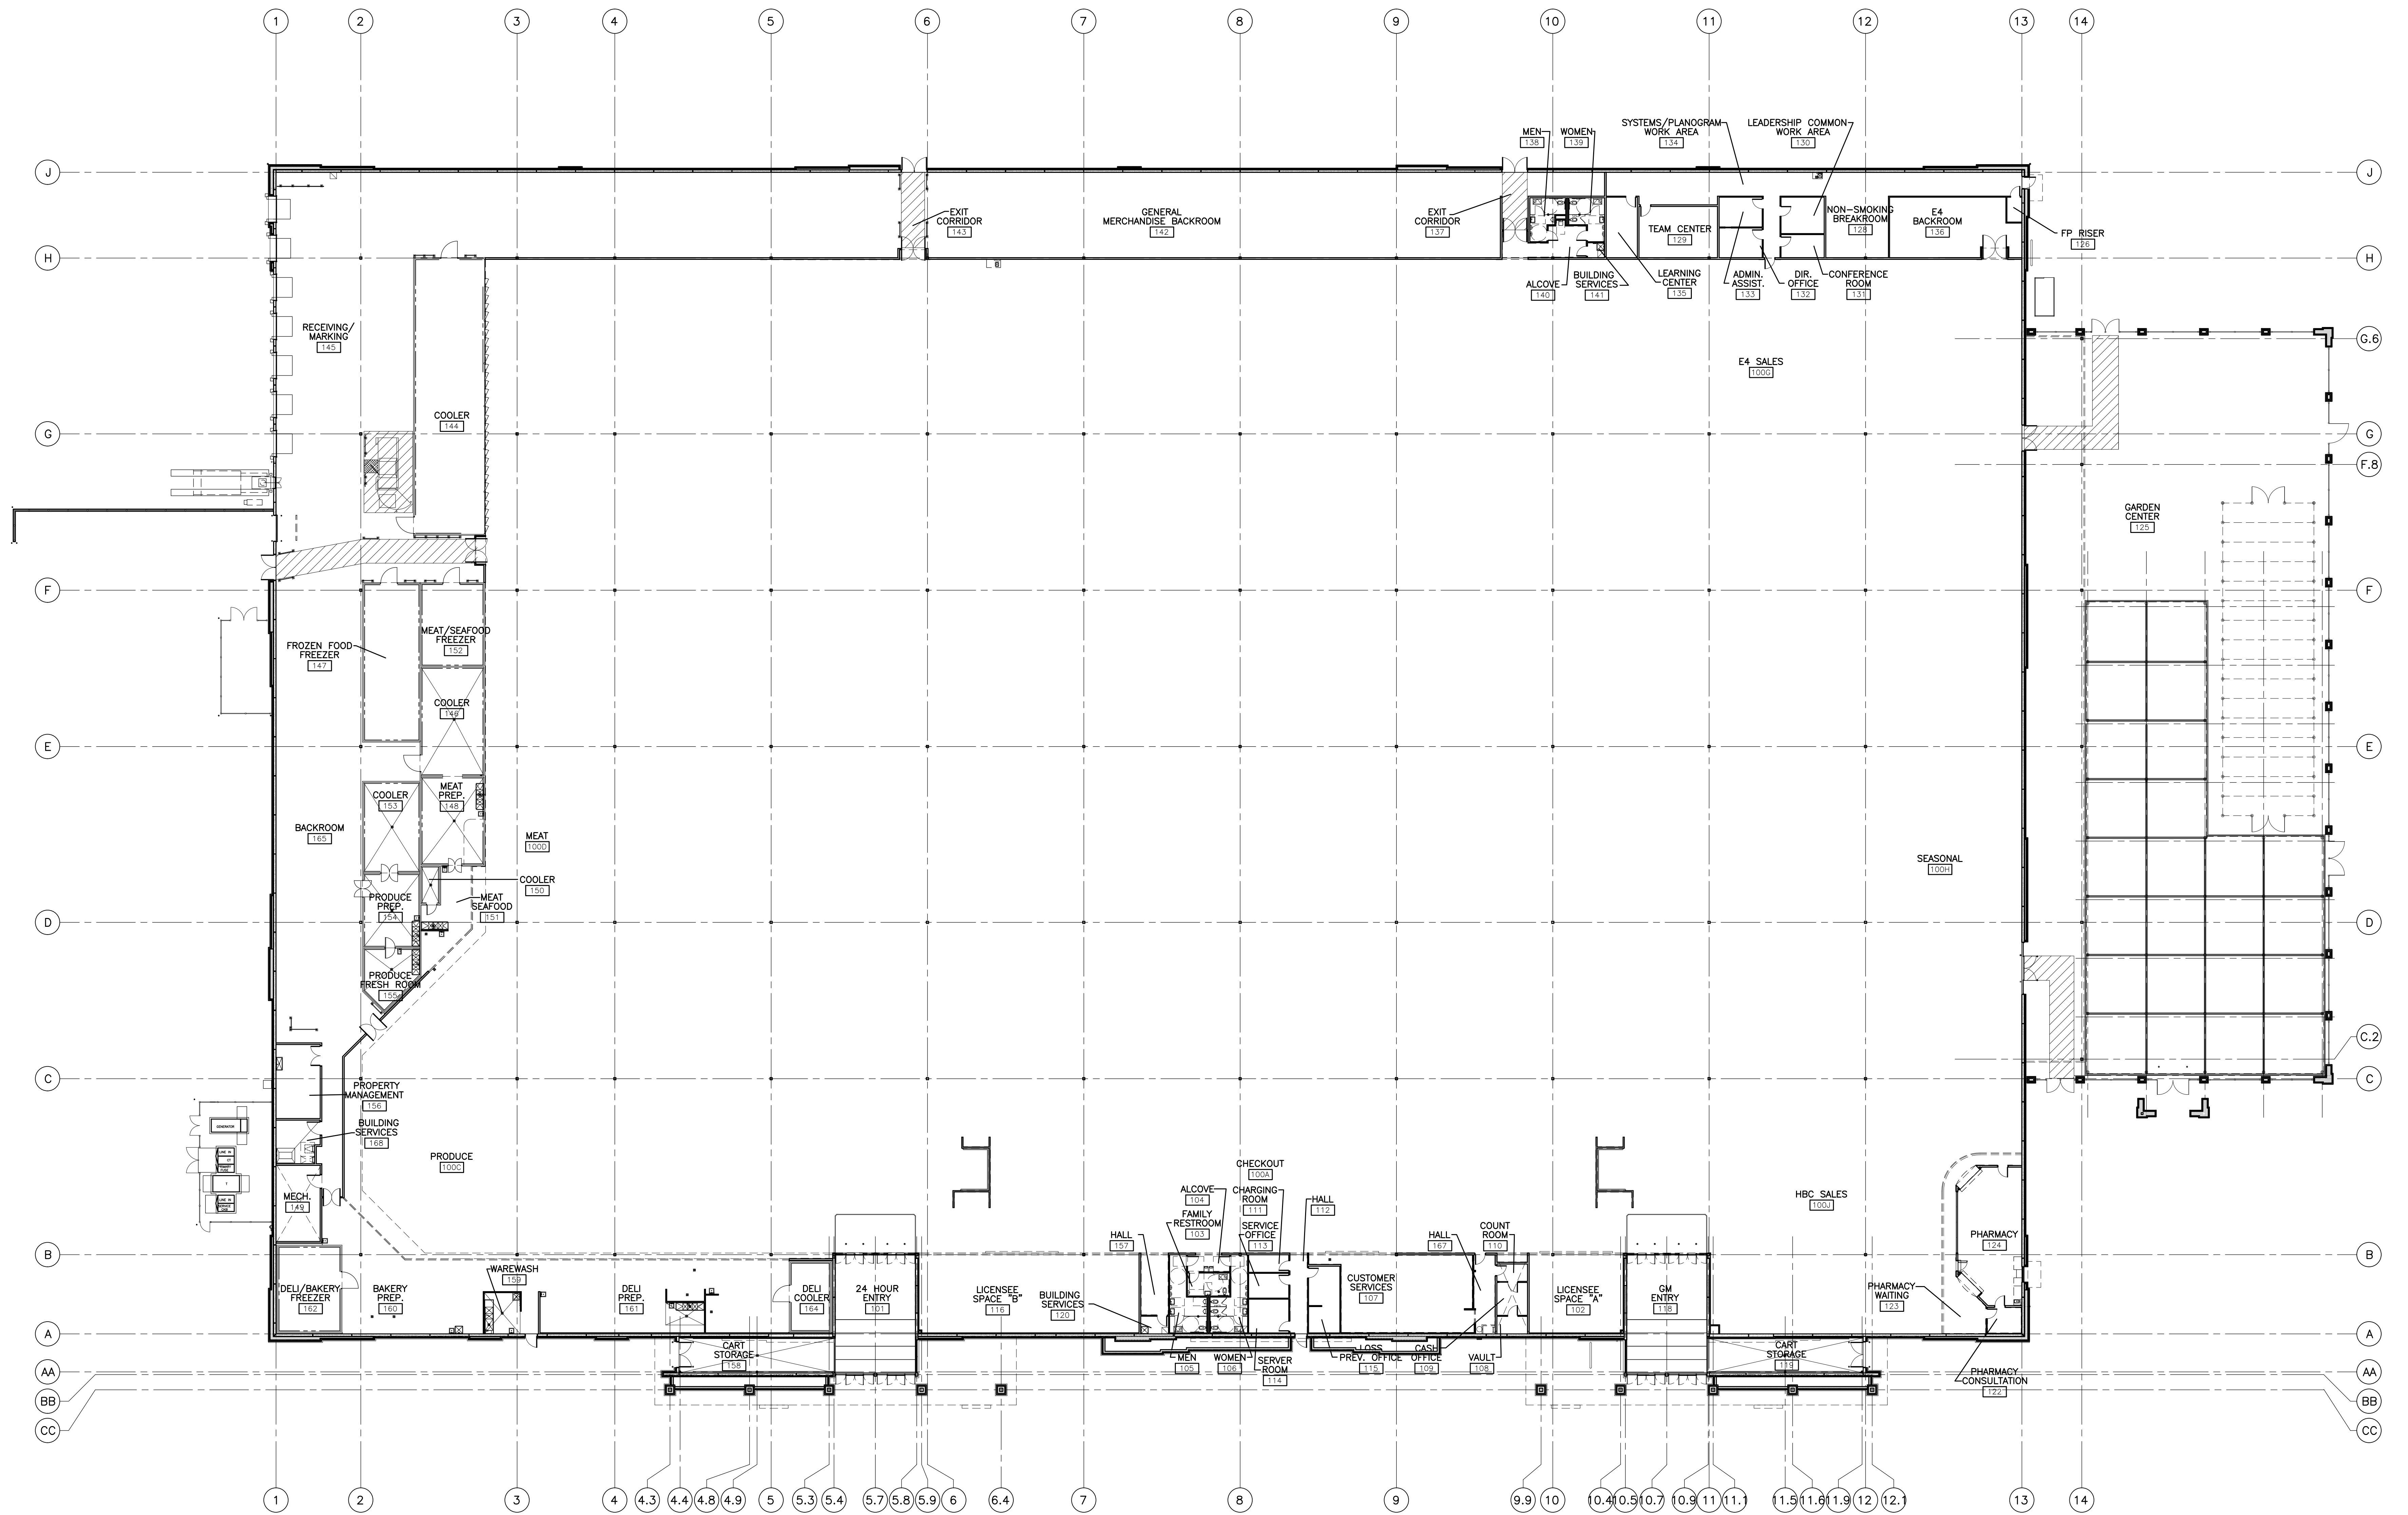 1 2 3 4 5 6 7 8 9 10 11 12 13 14
MEN
138
WOMEN
139
SYSTEMS/PLANOGRAM
WORK AREA
134
LEADERSHIP COMMON
WORK AREA
130
J J
EXIT
CORRIDOR
143
GENERAL
MERCHANDISE BACKROOM
142
EXIT
CORRIDOR
137
TEAM CENTER
129
NON-SMOKING
BREAKROOM
128
E4
BACKROOM
136
FP RISER
126
H H
ALCOVE
140
BUILDING
SERVICES
141
LEARNING
CENTER
135
ADMIN.
ASSIST.
133
DIR.
OFFICE
132
CONFERENCE
ROOM
131
RECEIVING/
MARKING
145
G.6
E4 SALES
100G
COOLER
144
G G
F.8
GARDEN
CENTER
125
F F
MEAT/SEAFOOD
FREEZER
152
FROZEN FOOD
FREEZER
147
COOLER
146
E E
COOLER
153
MEAT
PREP.
148
BACKROOM
165
MEAT
100D
SEASONAL
100H
COOLER
150
PRODUCE
PREP.
154
MEAT
SEAFOOD
151
D D
PRODUCE
FRESH ROOM
155
C.2
C C
PROPERTY
MANAGEMENT
156
GENERATOR
BUILDING
SERVICES
168
LINE IN
CT
T
LINE IN
PRODUCE
100C
CHECKOUT
100A
MECH.
149
ALCOVE
104
CHARGING
ROOM
111
HALL
112
HBC SALES
100J
FAMILY
RESTROOM
103
SERVICE
OFFICE
113
HALL
157
HALL
167
COUNT
ROOM
110
PHARMACY
124
B B
WAREWASH
159
DELI/BAKERY
FREEZER
162
BAKERY
PREP.
160
DELI
PREP.
161
DELI
COOLER
164
24 HOUR
ENTRY
101
LICENSEE
SPACE "B"
116
BUILDING
SERVICES
120
CUSTOMER
SERVICES
107
LICENSEE
SPACE "A"
102
GM
ENTRY
118
PHARMACY
WAITING
123
A A
CART
STORAGE
158
MEN
105
WOMEN
106
SERVER
ROOM
114
LOSS
PREV. OFFICE
115
CASH
OFFICE
109
VAULT
108
CART
STORAGE
119
PHARMACY
CONSULTATION
122
AA AA
BB BB
CC CC
1 2 3 4 4.3 4.4 4.8 4.9 5 5.3 5.4 5.7 5.8 5.9 6 6.4 7 8 9 9.9 10 10.4 10.5 10.7 10.9 11 11.1 11.5 11.6 11.9 12 12.1 13 14